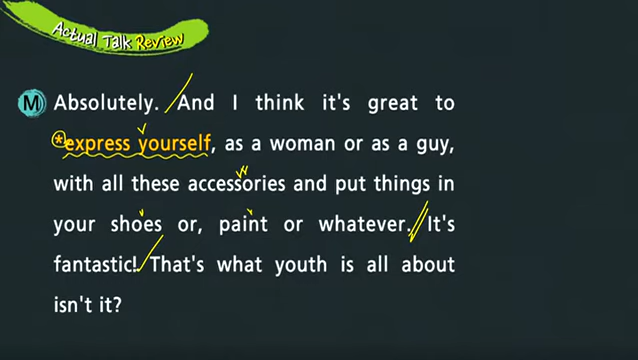 Actual Talk Review
M Absolutely. And I think it's great to
*express yourself, as a woman or as a guy,
with all these accessories and put things in
your shoes or, paint or whatever. It's
fantastic! That's what youth is all about
isn't it?